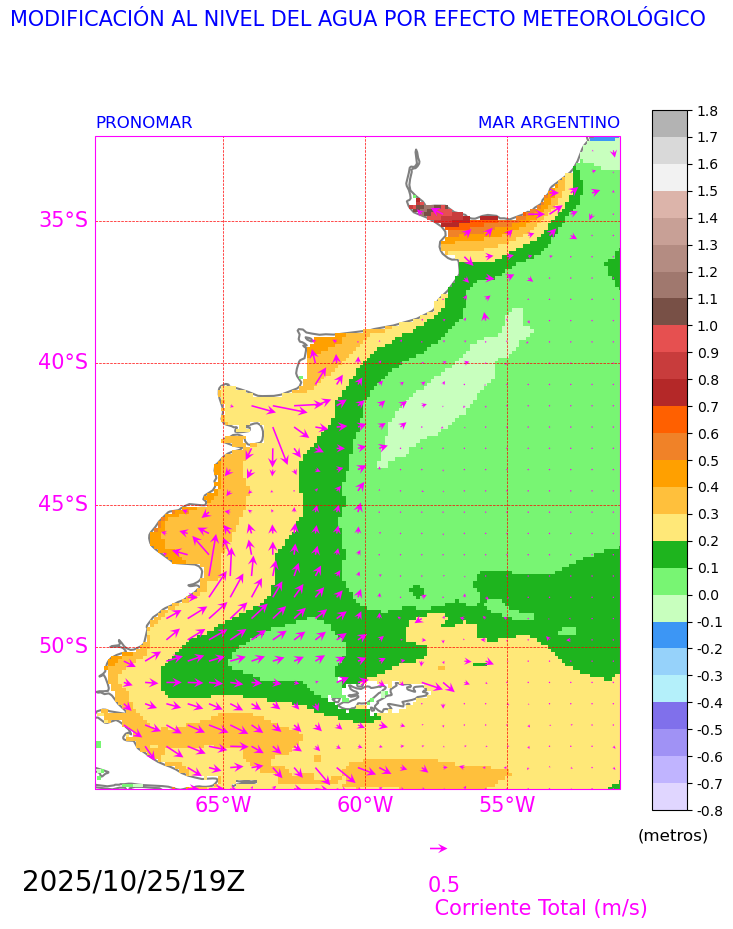 MODIFICACIÓN AL NIVEL DEL AGUA POR EFECTO METEOROLÓGICO
PRONOMAR MAR ARGENTINO
35°S
40°S
45°S
50°S
65°W 60°W 55°W
1.8
1.7
1.6
1.5
1.4
1.3
1.2
1.1
1.0
0.9
0.8
0.7
0.6
0.5
0.4
0.3
0.2
0.1
0.0
-0.1
-0.2
-0.3
-0.4
-0.5
-0.6
-0.7
-0.8
(metros)
2025/10/25/19Z
0.5
Corriente Total (m/s)